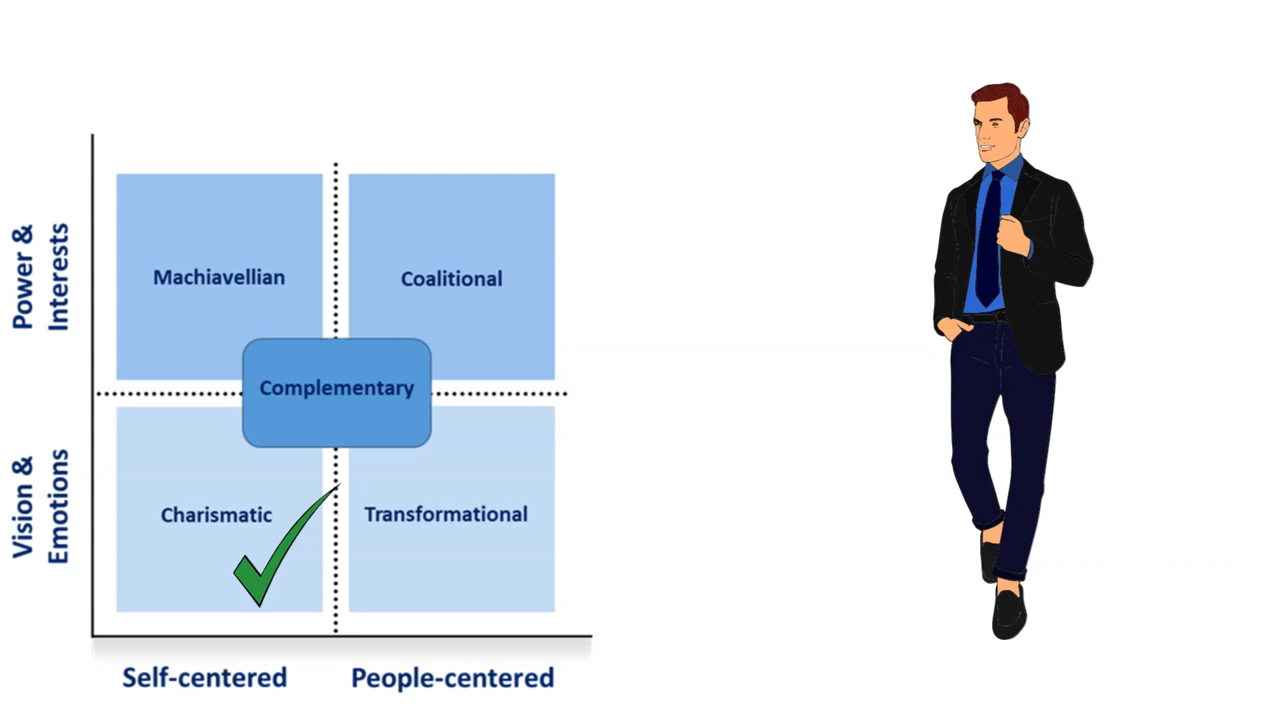 Power &
Interests
Machiavellian
Coalitional
Complementary
Vision &
Emotions
Charismatic
Transformational
Self-centered
People-centered